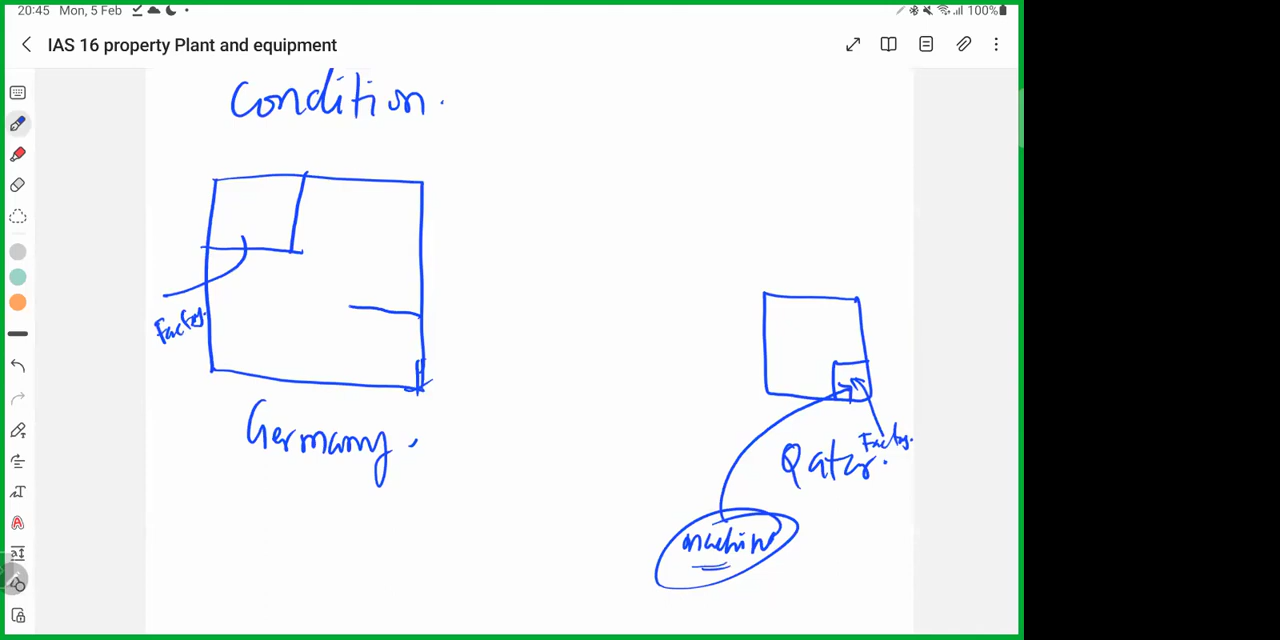 20:45 Mon, 5 Feb
100%
IAS 16 property Plant and equipment
Condition.
Factory.
Germany.
Factory.
Qatar.
machine